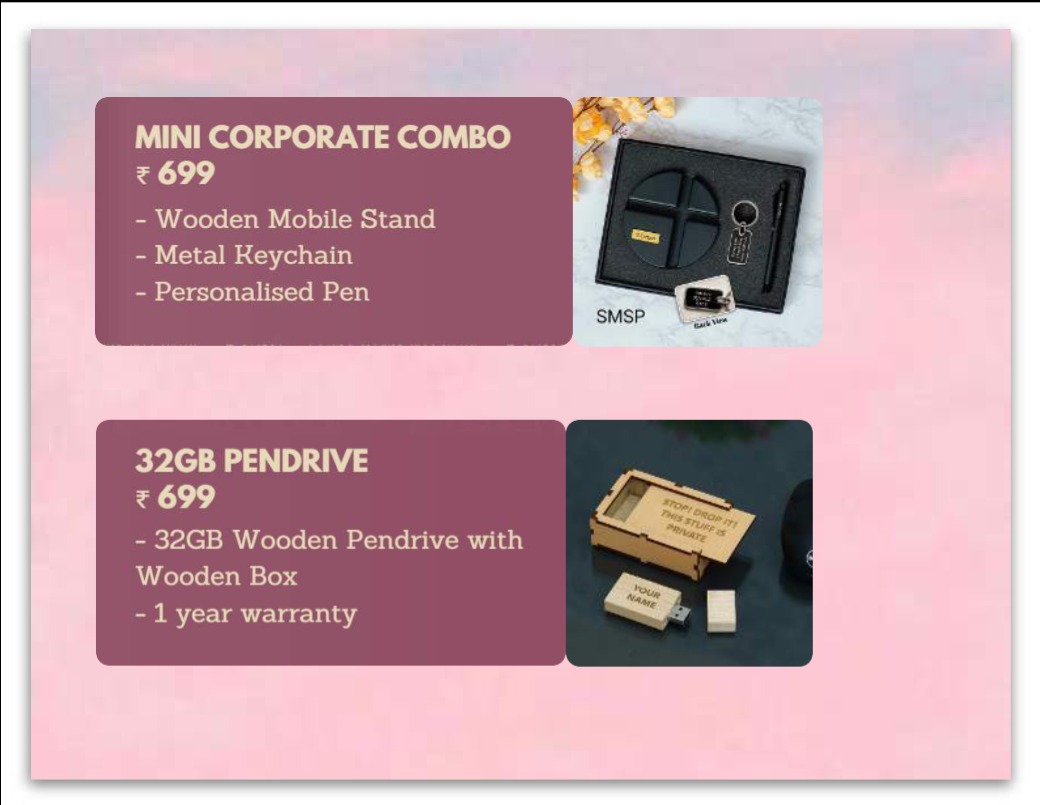 MINI CORPORATE COMBO
₹ 699
- Wooden Mobile Stand
- Metal Keychain
- Personalised Pen
SMSP
Back View
32GB PENDRIVE
₹ 699
- 32GB Wooden Pendrive with
Wooden Box
- 1 year warranty
STOP! DROP IT!
THIS STUFF IS
PRIVATE
YOUR
NAME